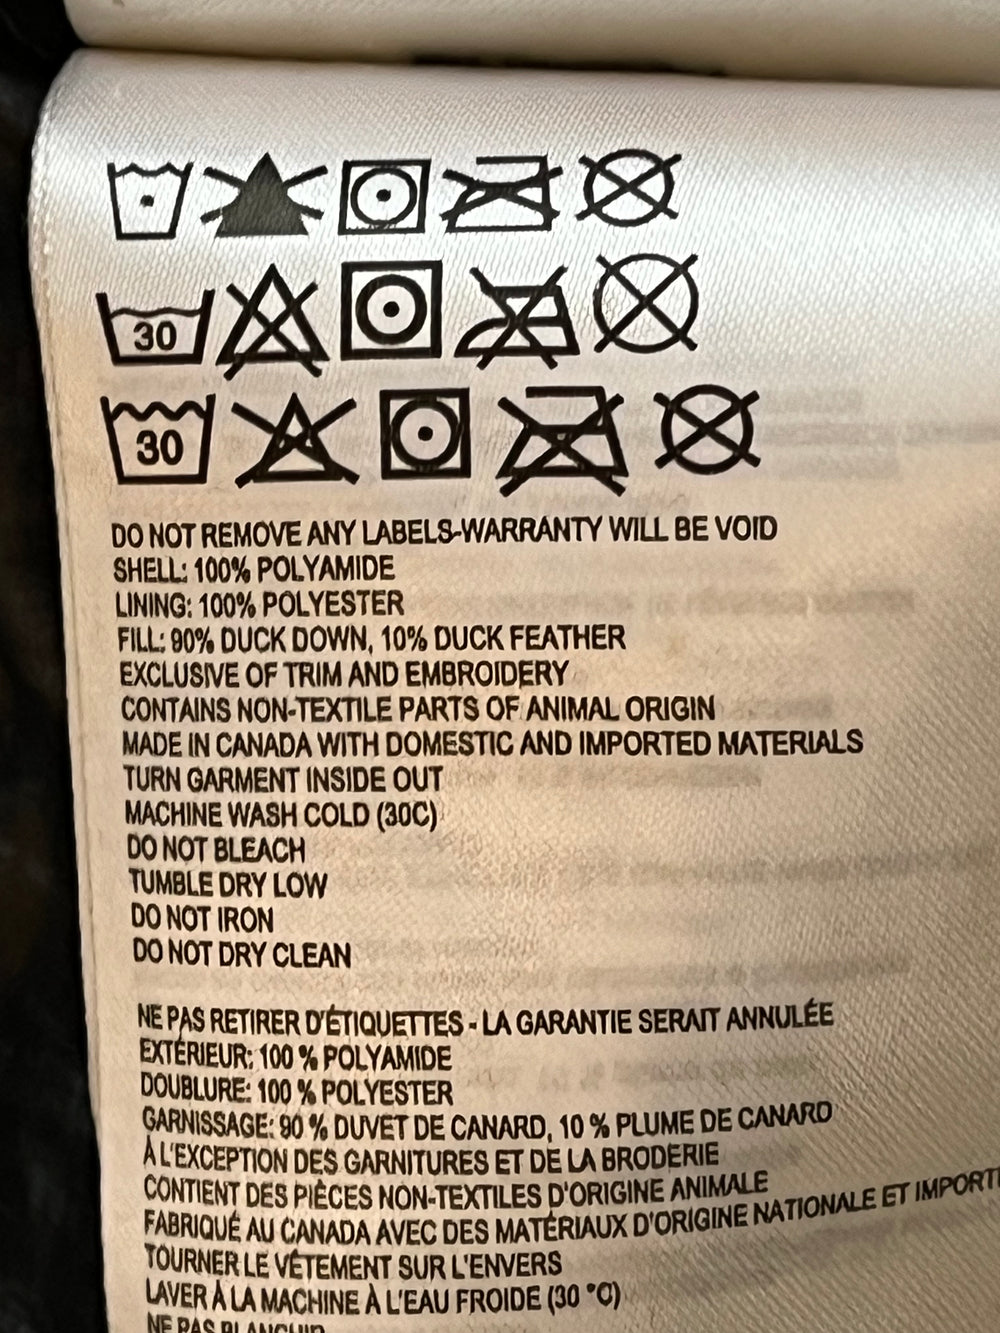 30
30
DO NOT REMOVE ANY LABELS-WARRANTY WILL BE VOID
SHELL: 100% POLYAMIDE
LINING: 100% POLYESTER
FILL: 90% DUCK DOWN, 10% DUCK FEATHER
EXCLUSIVE OF TRIM AND EMBROIDERY
CONTAINS NON-TEXTILE PARTS OF ANIMAL ORIGIN
MADE IN CANADA WITH DOMESTIC AND IMPORTED MATERIALS
TURN GARMENT INSIDE OUT
MACHINE WASH COLD (30C)
DO NOT BLEACH
TUMBLE DRY LOW
DO NOT IRON
DO NOT DRY CLEAN
NE PAS RETIRER D'ÉTIQUETTES - LA GARANTIE SERAIT ANNULÉE
EXTÉRIEUR: 100 % POLYAMIDE
DOUBLURE: 100 % POLYESTER
GARNISSAGE: 90 % DUVET DE CANARD, 10 % PLUME DE CANARD
À L'EXCEPTION DES GARNITURES ET DE LA BRODERIE
CONTIENT DES PIÈCES NON-TEXTILES D'ORIGINE ANIMALE
FABRIQUÉ AU CANADA AVEC DES MATÉRIAUX D'ORIGINE NATIONALE ET IMPORT
TOURNER LE VÊTEMENT SUR L'ENVERS
LAVER À LA MACHINE À L'EAU FROIDE (30 °C)
NE PAS BLANCHIR